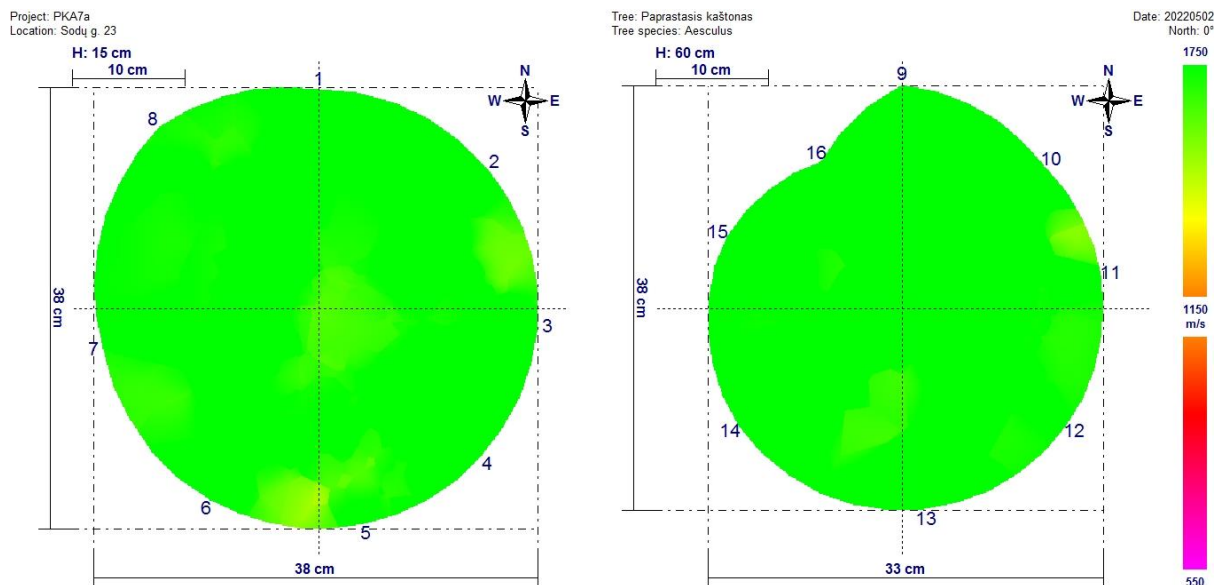 Project: PKA7a
Location: Sodų g. 23
Tree: Paprastasis kaštonas
Tree species: Aesculus
Date: 20220502
North: 0°
H: 15 cm
10 cm
N
W E
S
1
2
3
4
5
6
7
8
38 cm
38 cm
H: 60 cm
10 cm
N
W E
S
9
10
11
12
13
14
15
16
38 cm
33 cm
1750
1150
m/s
550